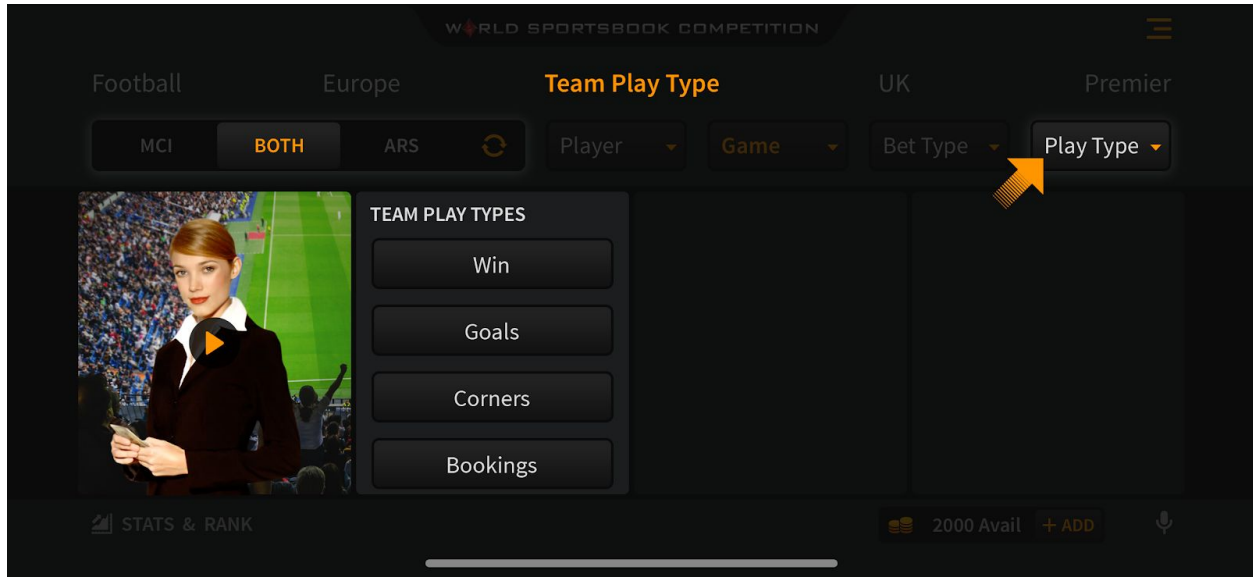 WORLD SPORTSBOOK COMPETITION
Football Europe Team Play Type UK Premier
MCI BOTH ARS Player Game Bet Type Play Type
TEAM PLAY TYPES
Win
Goals
Corners
Bookings
STATS & RANK 2000 Avail + ADD